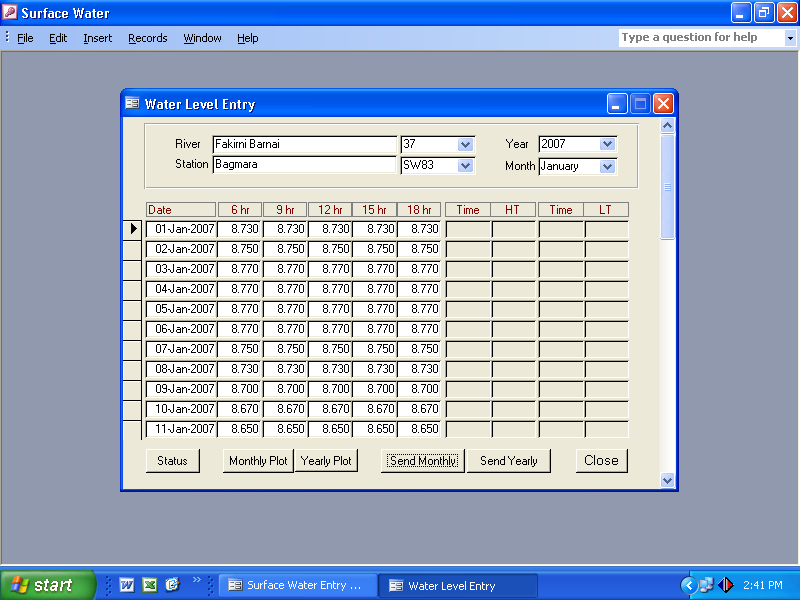 Surface Water
File Edit Insert Records Window Help Type a question for help
Water Level Entry
River Fakirni Barnai 37 Year 2007
Station Bagmara SW83 Month January
Date 6 hr 9 hr 12 hr 15 hr 18 hr Time HT Time LT
01-Jan-2007 8.730 8.730 8.730 8.730 8.730
02-Jan-2007 8.750 8.750 8.750 8.750 8.750
03-Jan-2007 8.770 8.770 8.770 8.770 8.770
04-Jan-2007 8.770 8.770 8.770 8.770 8.770
05-Jan-2007 8.770 8.770 8.770 8.770 8.770
06-Jan-2007 8.770 8.770 8.770 8.770 8.770
07-Jan-2007 8.750 8.750 8.750 8.750 8.750
08-Jan-2007 8.730 8.730 8.730 8.730 8.730
09-Jan-2007 8.700 8.700 8.700 8.700 8.700
10-Jan-2007 8.670 8.670 8.670 8.670 8.670
11-Jan-2007 8.650 8.650 8.650 8.650 8.650
Status Monthly Plot Yearly Plot Send Monthly Send Yearly Close
start Surface Water Entry ... Water Level Entry 2:41 PM